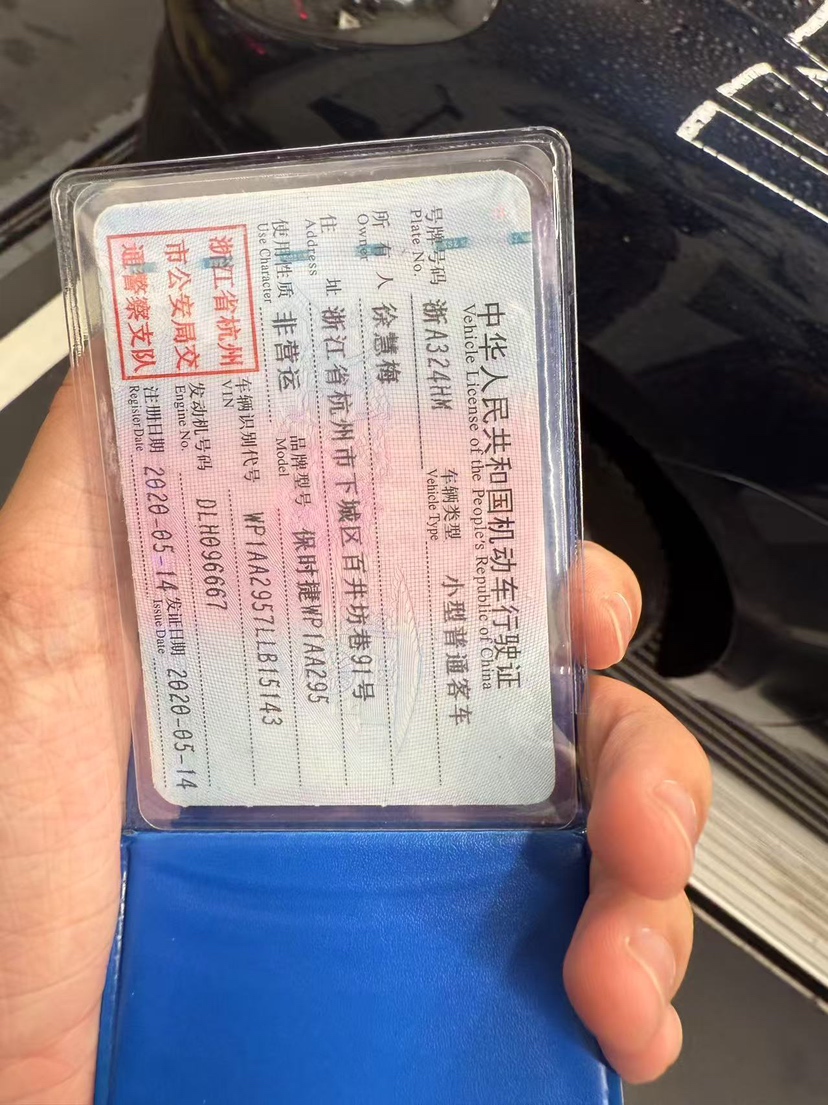 中华人民共和国机动车行驶证
Vehicle License of the People's Republic of China
号牌号码 浙A324HM 车辆类型 小型普通客车
Plate No. Vehicle Type
所有人 徐慧梅
Owner
住址 浙江省杭州市下城区百井坊巷91号
Address
使用性质 非营运 品牌型号 保时捷WP1AA295
Use Character Model
浙江省杭州
市公安局交
通警察支队
车辆识别代号 WP1AA2957LLB15143
VIN
发动机号码 DLH096667
Engine No.
注册日期 2020-05-14 发证日期 2020-05-14
Register Date Issue Date